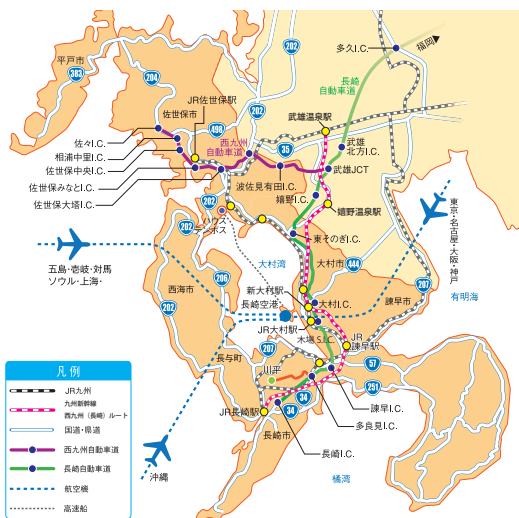 多久I.C.
福岡
202
平戸市
383
204
長崎
自動車道
JR佐世保駅
佐世保市
202
498
武雄温泉駅
佐々I.C.
相浦中里I.C.
佐世保中央I.C.
佐世保みなとI.C.
佐世保大塔I.C.
西九州
自動車道
35
武雄
北方I.C.
武雄JCT
波佐見有田I.C.
嬉野I.C.
嬉野温泉駅
202
ハウス
テンボス
202
東そのぎI.C.
東京・名古屋・大阪・神戸
五島・壱岐・対馬
ソウル・上海・
大村湾
大村市
444
207
有明海
西海市
206
新大村駅
長崎空港
大村I.C.
諫早市
202
JR大村駅
木場S.I.C.
JR
諫早駅
長与町
207
57
川平
251
凡例
JR九州
九州新幹線
西九州（長崎）ルート
国道・県道
西九州自動車道
長崎自動車道
航空機
高速船
34
34
JR長崎駅
諫早I.C.
多良見I.C.
長崎市
長崎I.C.
橘湾
沖縄